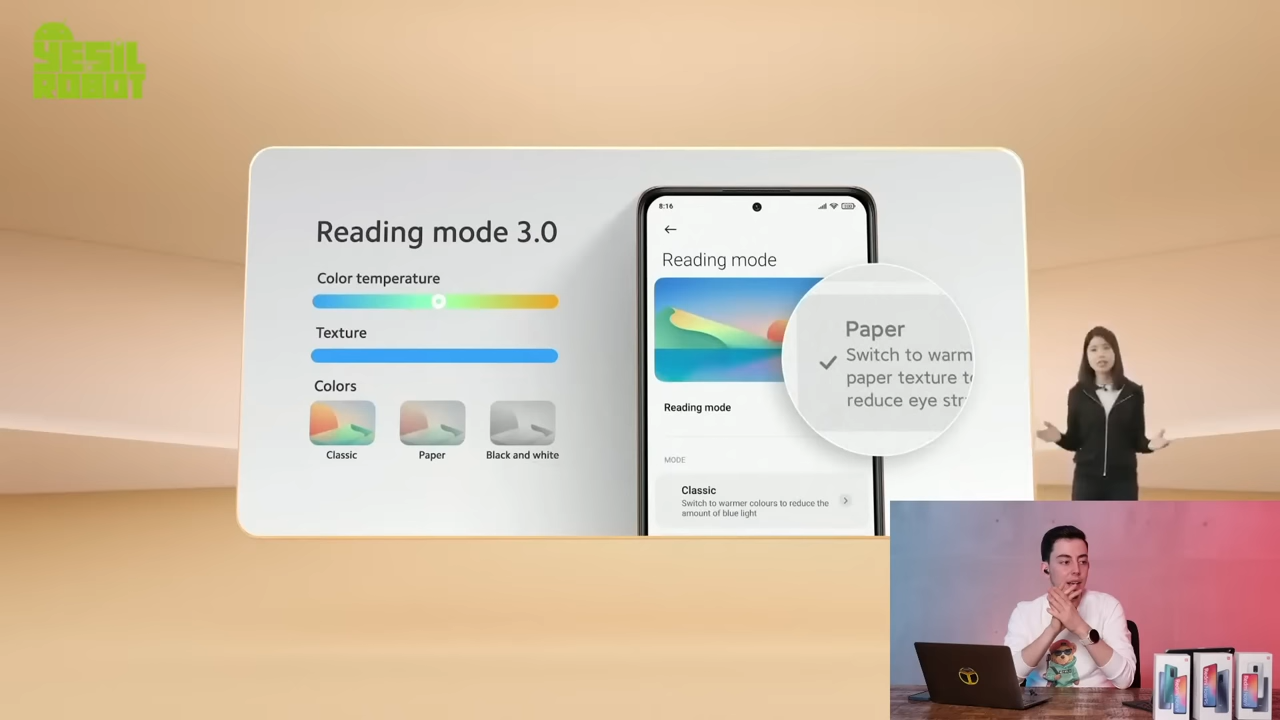 YESİL
ROBOT
Reading mode 3.0
Color temperature
Texture
Colors
Classic
Paper
Black and white
8:16
Reading mode
Paper
Switch to warm
paper texture t
reduce eye str
Reading mode
MODE
Classic
Switch to warmer colours to reduce the
amount of blue light